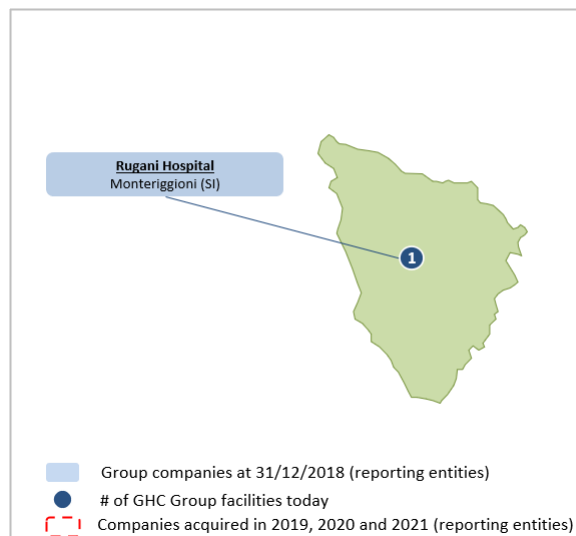 Rugani Hospital
Monteriggioni (SI)
1
Group companies at 31/12/2018 (reporting entities)
# of GHC Group facilities today
Companies acquired in 2019, 2020 and 2021 (reporting entities)